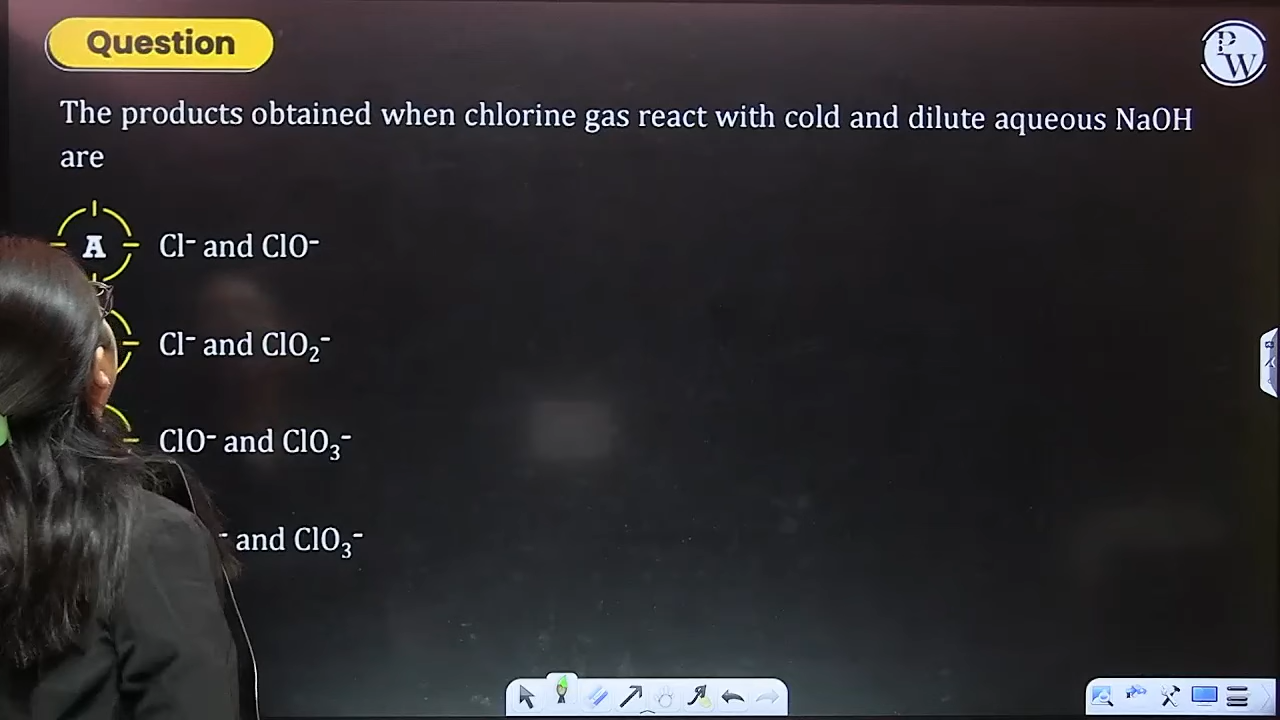 Question
PW
The products obtained when chlorine gas react with cold and dilute aqueous NaOH
are
A Cl⁻ and ClO⁻
Cl⁻ and ClO₂⁻
ClO⁻ and ClO₃⁻
⁻ and ClO₃⁻